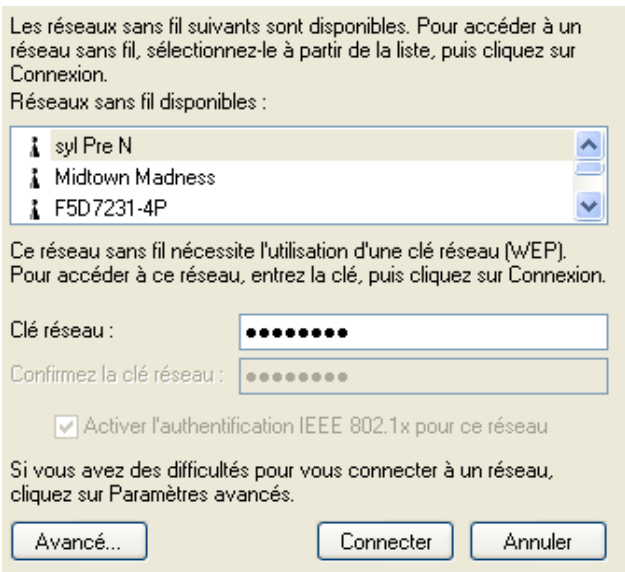 Les réseaux sans fil suivants sont disponibles. Pour accéder à un
réseau sans fil, sélectionnez-le à partir de la liste, puis cliquez sur
Connexion.
Réseaux sans fil disponibles :
syl Pre N
Midtown Madness
F5D7231-4P
Ce réseau sans fil nécessite l'utilisation d'une clé réseau (WEP).
Pour accéder à ce réseau, entrez la clé, puis cliquez sur Connexion.
Clé réseau : ●●●●●●●●
Confirmez la clé réseau : ●●●●●●●●
Activer l'authentification IEEE 802.1x pour ce réseau
Si vous avez des difficultés pour vous connecter à un réseau,
cliquez sur Paramètres avancés.
Avancé... Connecter Annuler